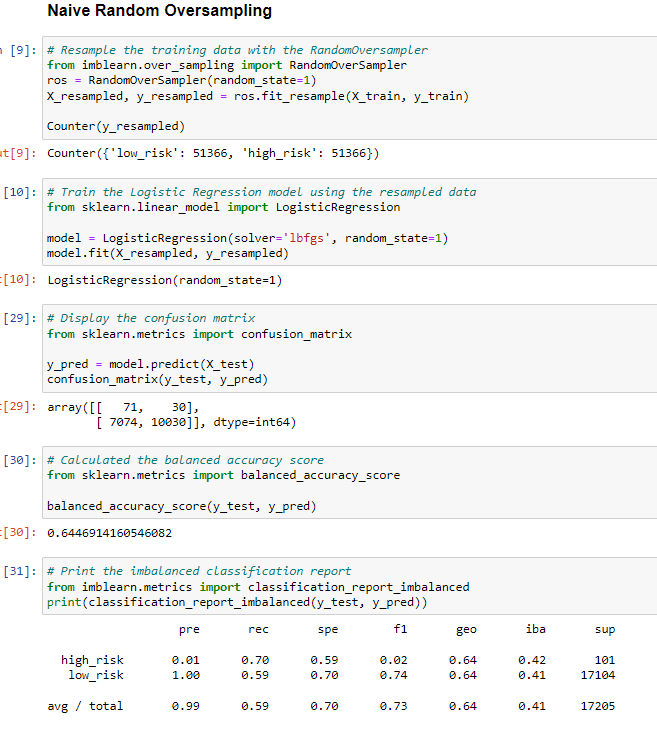 Naive Random Oversampling
[9]: # Resample the training data with the RandomOversampler
from imblearn.over_sampling import RandomOverSampler
ros = RandomOverSampler(random_state=1)
X_resampled, y_resampled = ros.fit_resample(X_train, y_train)
Counter(y_resampled)
ut[9]: Counter({'low_risk': 51366, 'high_risk': 51366})
[10]: # Train the Logistic Regression model using the resampled data
from sklearn.linear_model import LogisticRegression
model = LogisticRegression(solver='lbfgs', random_state=1)
model.fit(X_resampled, y_resampled)
[10]: LogisticRegression(random_state=1)
[29]: # Display the confusion matrix
from sklearn.metrics import confusion_matrix
y_pred = model.predict(X_test)
confusion_matrix(y_test, y_pred)
[29]: array([[   71,    30],
[ 7074, 10030]], dtype=int64)
[30]: # Calculated the balanced accuracy score
from sklearn.metrics import balanced_accuracy_score
balanced_accuracy_score(y_test, y_pred)
[30]: 0.6446914160546082
[31]: # Print the imbalanced classification report
from imblearn.metrics import classification_report_imbalanced
print(classification_report_imbalanced(y_test, y_pred))
pre rec spe f1 geo iba sup
high_risk 0.01 0.70 0.59 0.02 0.64 0.42 101
low_risk 1.00 0.59 0.70 0.74 0.64 0.41 17104
avg / total 0.99 0.59 0.70 0.73 0.64 0.41 17205